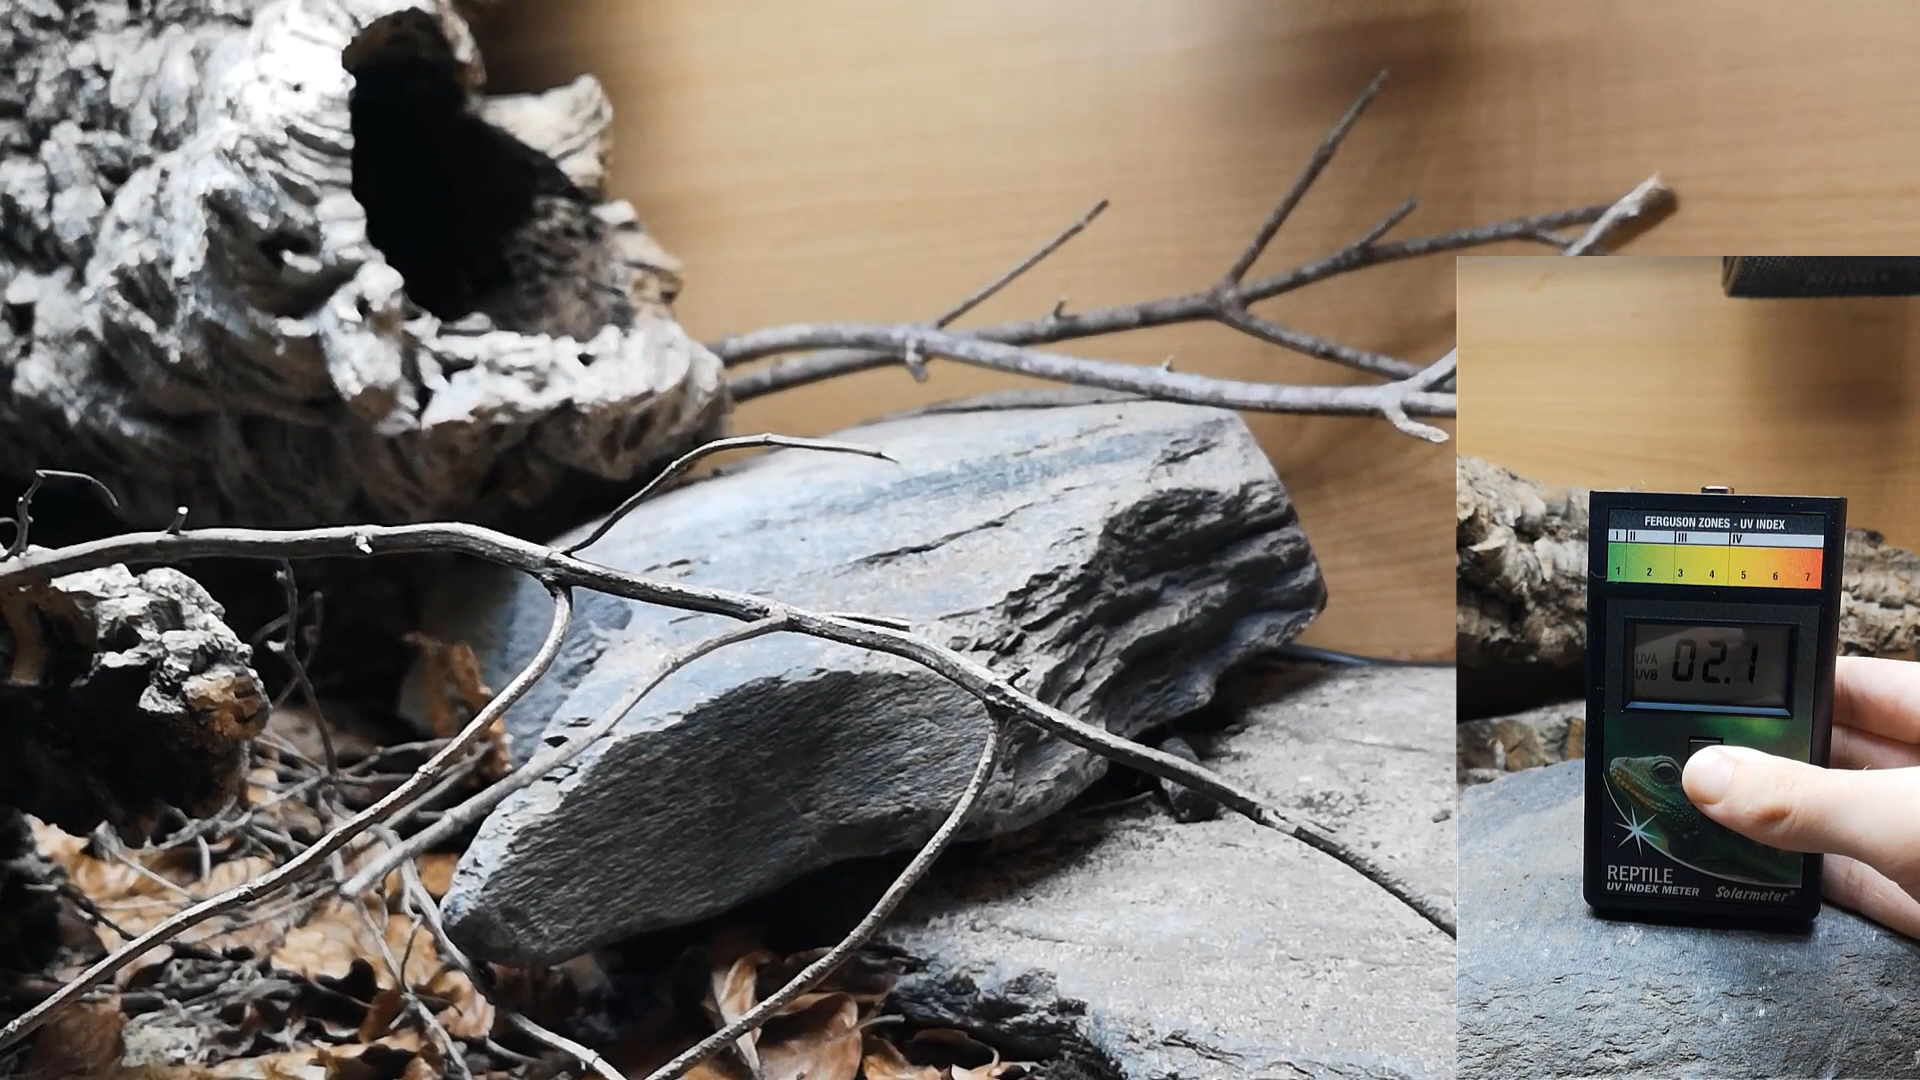 FERGUSON ZONES - UV INDEX
I II III IV
1 2 3 4 5 6 7
UVA
UVB
02.1
REPTILE
UV INDEX METER
Solarmeter®